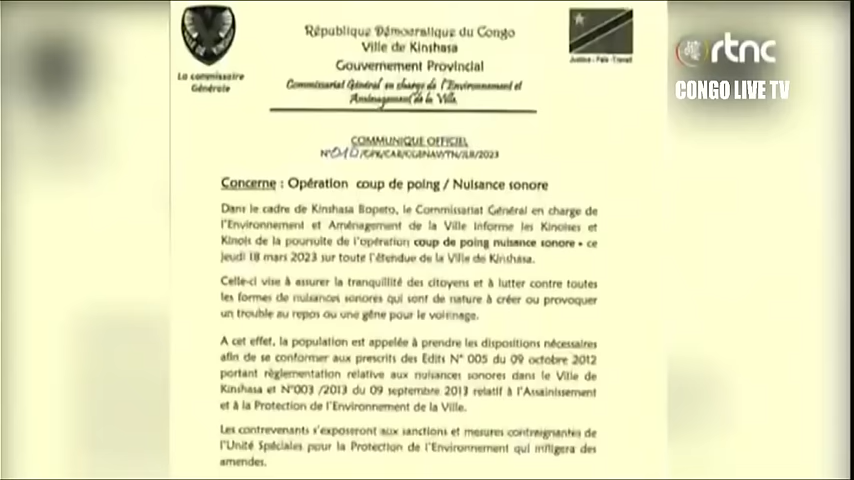 République Démocratique du Congo
Ville de Kinshasa
Gouvernement Provincial
Commissariat Général en charge de l'Environnement et
Aménagement de la Ville
La commissaire
Générale
Justice - Paix - Travail
rtnc
CONGO LIVE TV
COMMUNIQUE OFFICIEL
/2023
Concerne : Opération coup de poing / Nuisance sonore
Dans le cadre de Kinshasa Bopeto, le Commissariat Général en charge de
l'Environnement et Aménagement de la Ville informe les Kinoises et
Kinois de la poursuite de l'opération coup de poing nuisance sonore » ce
jeudi 18 mars 2023 sur toute l'étendue de la Ville de Kinshasa.
Celle-ci vise à assurer la tranquillité des citoyens et à lutter contre toutes
les formes de nuisances sonores qui sont de nature à créer ou provoquer
un trouble au repos ou une gêne pour le voisinage.
A cet effet, la population est appelée à prendre les dispositions nécessaires
afin de se conformer aux prescrits des Edits N° 005 du 09 octobre 2012
portant règlementation relative aux nuisances sonores dans le Ville de
Kinshasa et N°003 /2013 du 09 septembre 2013 relatif à l'Assainissement
et à la Protection de l'Environnement de la Ville.
Les contrevenants s'exposeront aux sanctions et mesures contreignantes de
l'Unité Spéciales pour la Protection de l'Environnement qui infligera des
amendes.